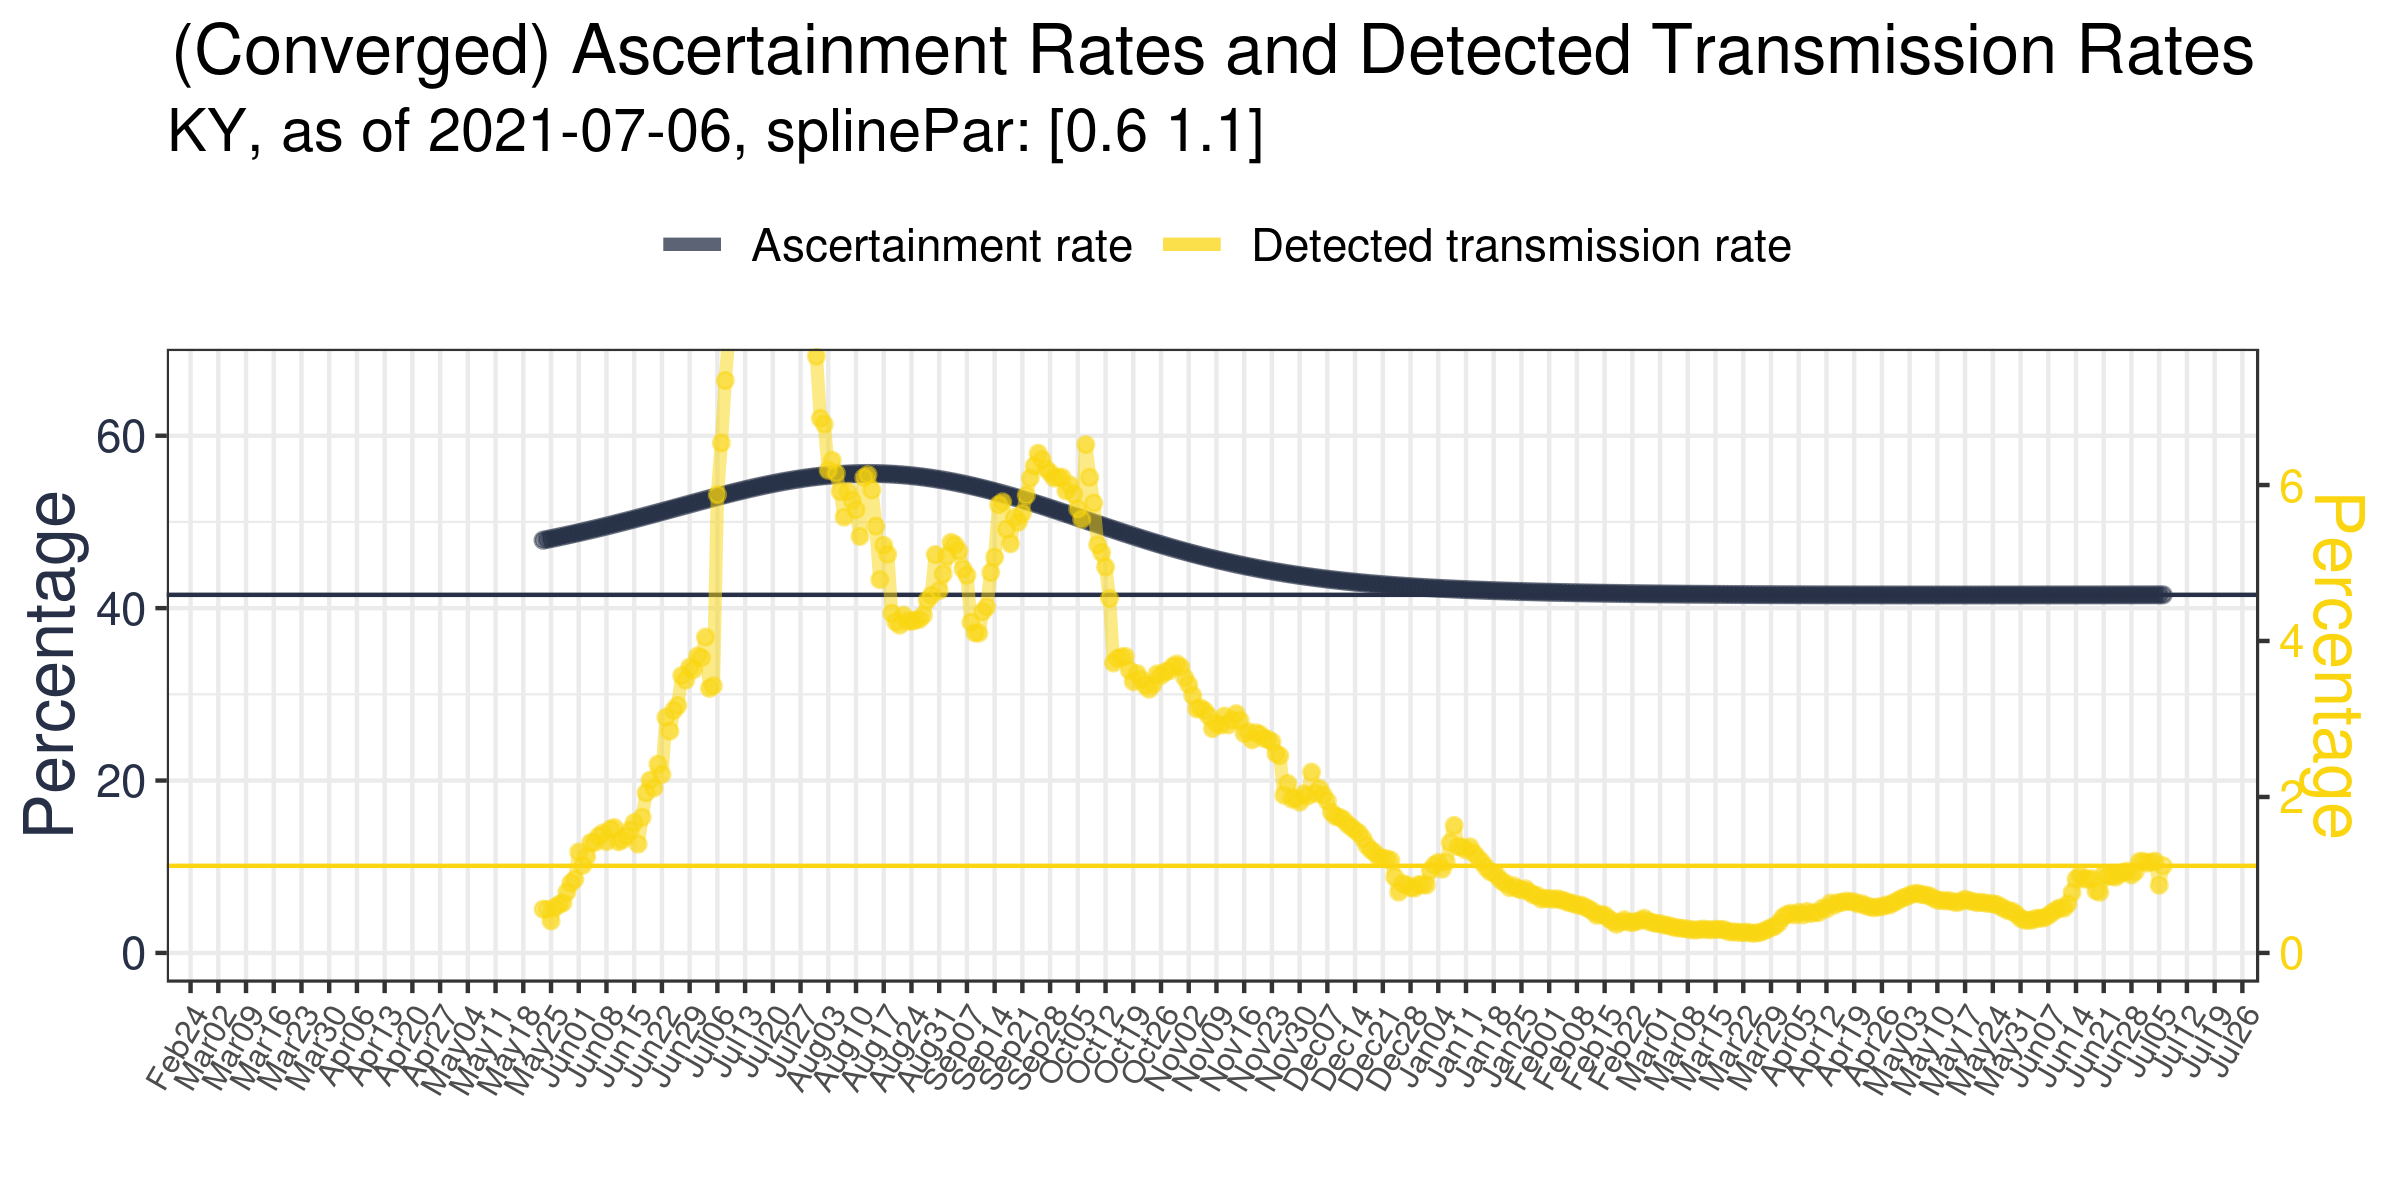 (Converged) Ascertainment Rates and Detected Transmission Rates
KY, as of 2021-07-06, splinePar: [0.6 1.1]
Ascertainment rate Detected transmission rate
Percentage
60
40
20
0
6
4
2
0
Percentage
Feb24 Mar02 Mar09 Mar16 Mar23 Mar30 Apr06 Apr13 Apr20 Apr27 May04 May11 May18 May25 Jun01 Jun08 Jun15 Jun22 Jun29 Jul06 Jul13 Jul20 Jul27 Aug03 Aug10 Aug17 Aug24 Aug31 Sep07 Sep14 Sep21 Sep28 Oct05 Oct12 Oct19 Oct26 Nov02 Nov09 Nov16 Nov23 Nov30 Dec07 Dec14 Dec21 Dec28 Jan04 Jan11 Jan18 Jan25 Feb01 Feb08 Feb15 Feb22 Mar01 Mar08 Mar15 Mar22 Mar29 Apr05 Apr12 Apr19 Apr26 May03 May10 May17 May24 May31 Jun07 Jun14 Jun21 Jun28 Jul05 Jul12 Jul19 Jul26